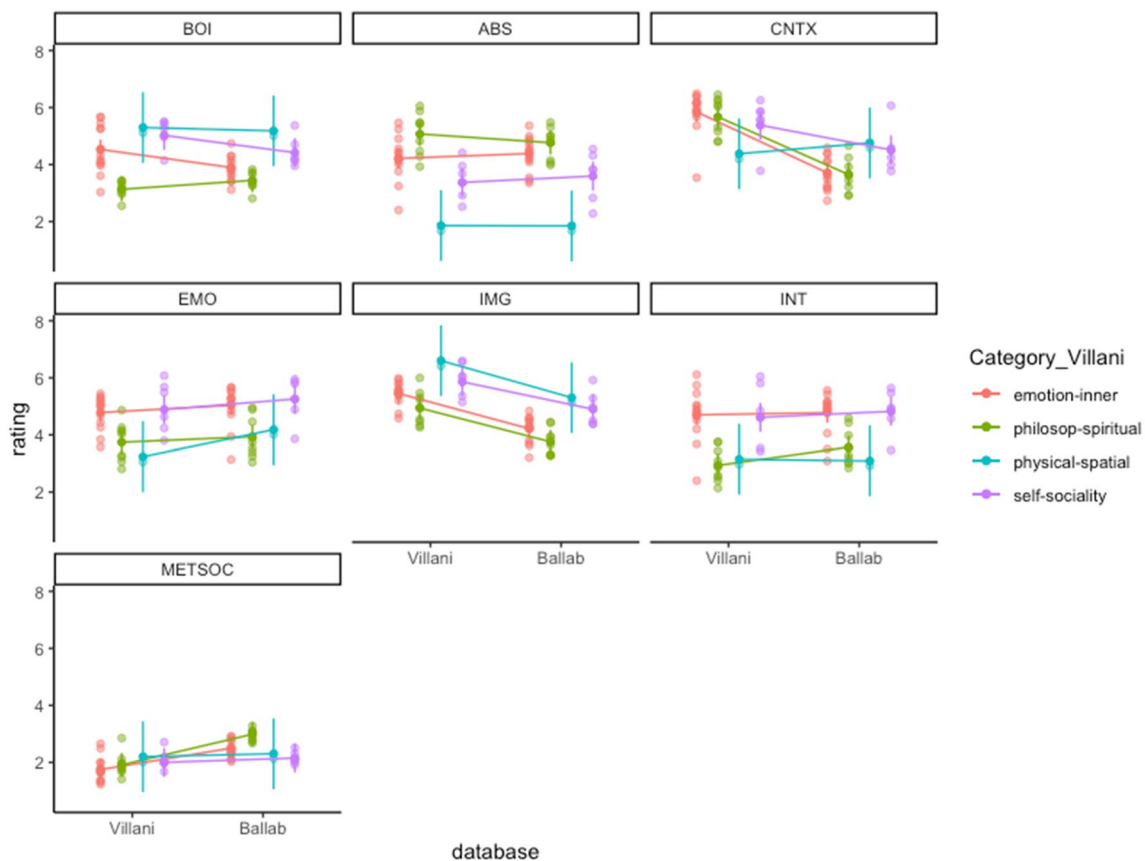 BOI ABS CNTX
8
6
4
2
EMO IMG INT
8
6
4
2
rating
Villani Ballab Villani Ballab
METSOC
8
6
4
2
Villani Ballab
database
Category_Villani
emotion-inner
philosop-spiritual
physical-spatial
self-sociality